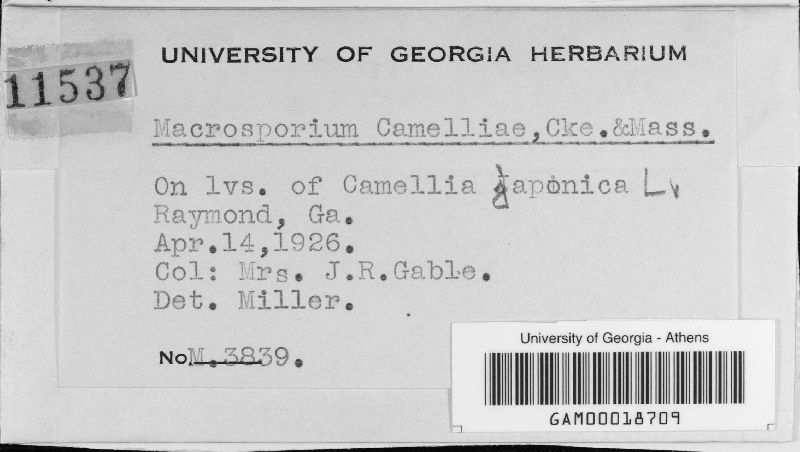 UNIVERSITY OF GEORGIA HERBARIUM
11537
Macrosporium Camelliae,Cke.&Mass.
On lvs. of Camellia japonica L.
Raymond, Ga.
Apr.14,1926.
Col: Mrs. J.R.Gable.
Det. Miller.
No M.3839.
University of Georgia - Athens
GAM00018709